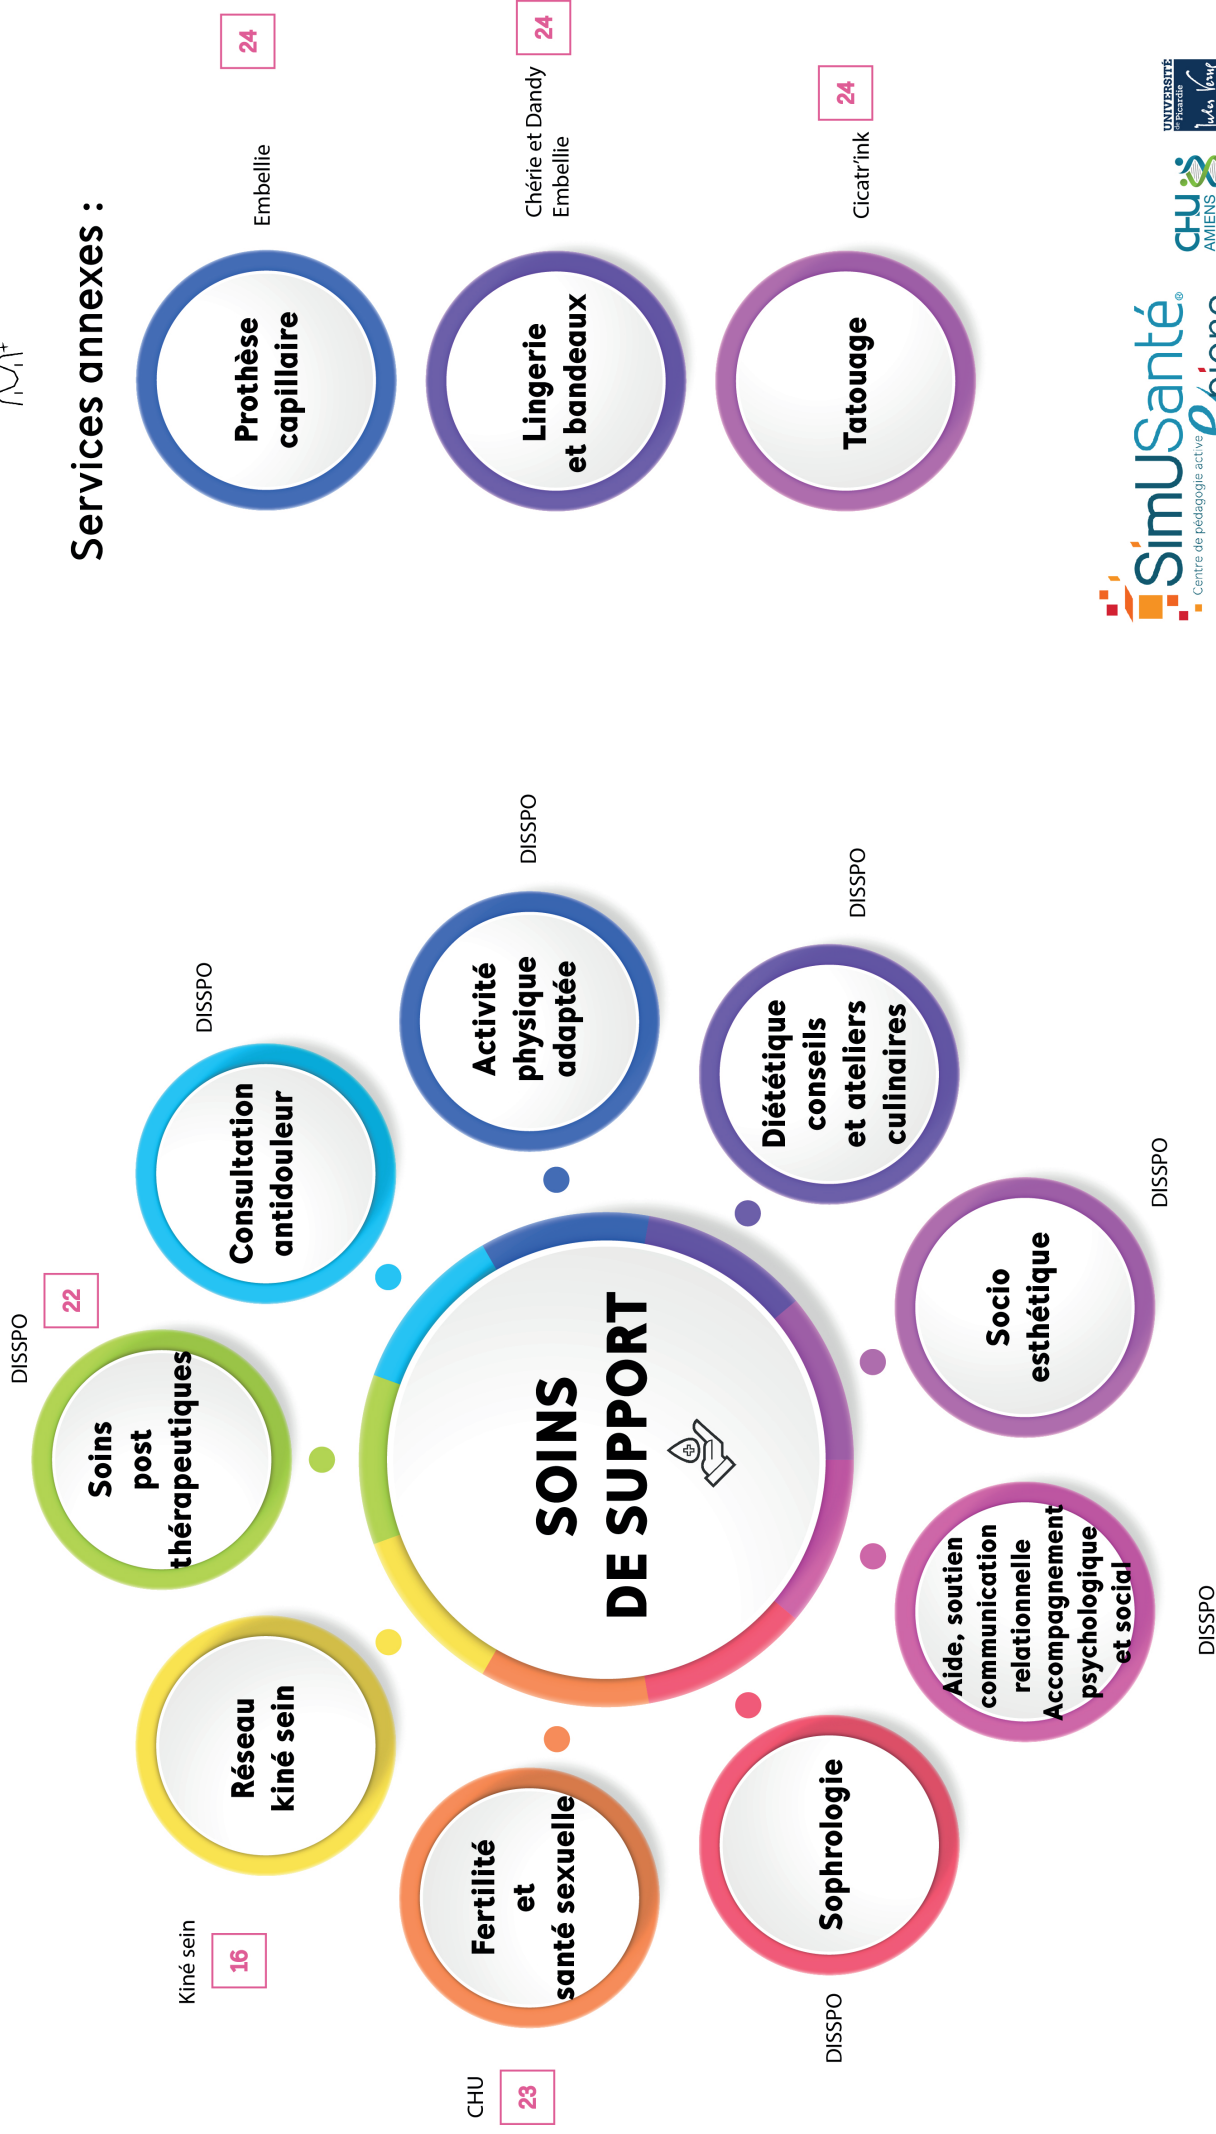 SOINS
DE SUPPORT
DISSPO
22
Soins
post
thérapeutiques
DISSPO
Consultation
antidouleur
DISSPO
Activité
physique
adaptée
DISSPO
Diététique
conseils
et ateliers
culinaires
DISSPO
Socio
esthétique
DISSPO
Aide, soutien
communication
relationnelle
Accompagnement
psychologique
et social
DISSPO
Sophrologie
DISSPO
CHU
23
Fertilité
et
santé sexuelle
Kiné sein
16
Réseau
kiné sein
Services annexes :
Prothèse
capillaire
Embellie
24
Lingerie
et bandeaux
Chérie et Dandy
Embellie
24
Tatouage
Cicatr'ink
24
SimUSanté®
Centre de pédagogie active
CHU
AMIENS
UNIVERSITÉ
de Picardie
Jules Verne